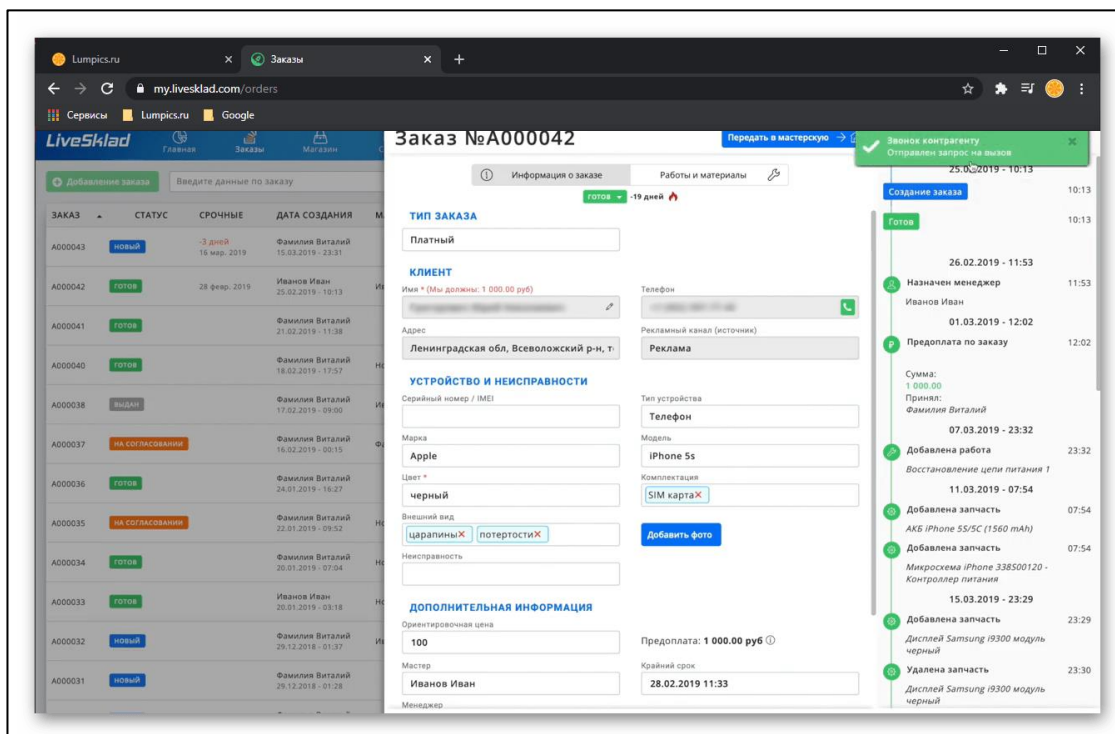 Lumpics.ru
Заказы
my.livesklad.com/orders
Сервисы
Lumpics.ru
Google
LiveSklad
Главная
Заказы
Магазин
Добавление заказа
Введите данные по заказу
ЗАКАЗ СТАТУС СРОЧНЫЕ ДАТА СОЗДАНИЯ
A000043 НОВЫЙ -3 дней Фамилия Виталий
16 мар. 2019 15.03.2019 - 23:31
A000042 ГОТОВ 28 февр. 2019 Иванов Иван
25.02.2019 - 10:13
A000041 ГОТОВ Фамилия Виталий
21.02.2019 - 11:38
A000040 ГОТОВ Фамилия Виталий
18.02.2019 - 17:57
A000038 ВЫДАН Фамилия Виталий
17.02.2019 - 09:00
A000037 НА СОГЛАСОВАНИИ Фамилия Виталий
16.02.2019 - 00:15
A000036 ГОТОВ Фамилия Виталий
24.01.2019 - 16:27
A000035 НА СОГЛАСОВАНИИ Фамилия Виталий
22.01.2019 - 09:52
A000034 ГОТОВ Фамилия Виталий
20.01.2019 - 07:04
A000033 ГОТОВ Иванов Иван
20.01.2019 - 03:18
A000032 НОВЫЙ Фамилия Виталий
29.12.2018 - 01:37
A000031 НОВЫЙ Фамилия Виталий
29.12.2018 - 01:28
Заказ №A000042
Передать в мастерскую
Информация о заказе
Работы и материалы
ГОТОВ -19 дней
ТИП ЗАКАЗА
Платный
КЛИЕНТ
Имя * (Мы должны: 1 000.00 руб)
Телефон
Адрес
Рекламный канал (источник)
Ленинградская обл, Всеволожский р-н, т
Реклама
УСТРОЙСТВО И НЕИСПРАВНОСТИ
Серийный номер / IMEI
Тип устройства
Телефон
Марка
Модель
Apple
iPhone 5s
Цвет *
Комплектация
черный
SIM карта
Внешний вид
царапины
потертости
Добавить фото
Неисправность
ДОПОЛНИТЕЛЬНАЯ ИНФОРМАЦИЯ
Ориентировочная цена
100
Предоплата: 1 000.00 руб
Мастер
Крайний срок
Иванов Иван
28.02.2019 11:33
Менеджер
Звонок контрагенту
Отправлен запрос на вызов
25.02.2019 - 10:13
Создание заказа 10:13
Готов 10:13
26.02.2019 - 11:53
Назначен менеджер 11:53
Иванов Иван
01.03.2019 - 12:02
Предоплата по заказу 12:02
Сумма:
1 000.00
Принял:
Фамилия Виталий
07.03.2019 - 23:32
Добавлена работа 23:32
Восстановление цепи питания 1
11.03.2019 - 07:54
Добавлена запчасть 07:54
АКБ iPhone 5S/5C (1560 mAh)
Добавлена запчасть 07:54
Микросхема iPhone 338S00120 -
Контроллер питания
15.03.2019 - 23:29
Добавлена запчасть 23:29
Дисплей Samsung i9300 модуль
черный
Удалена запчасть 23:30
Дисплей Samsung i9300 модуль
черный